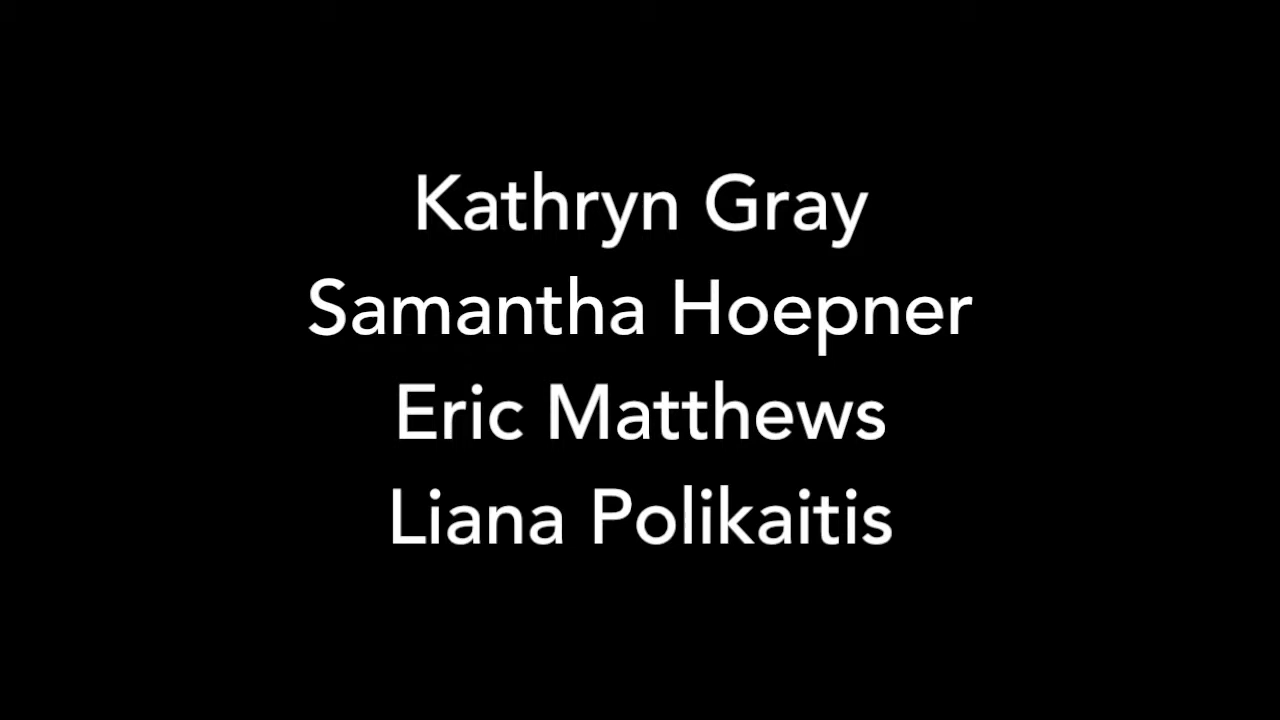 Kathryn Gray
Samantha Hoepner
Eric Matthews
Liana Polikaitis